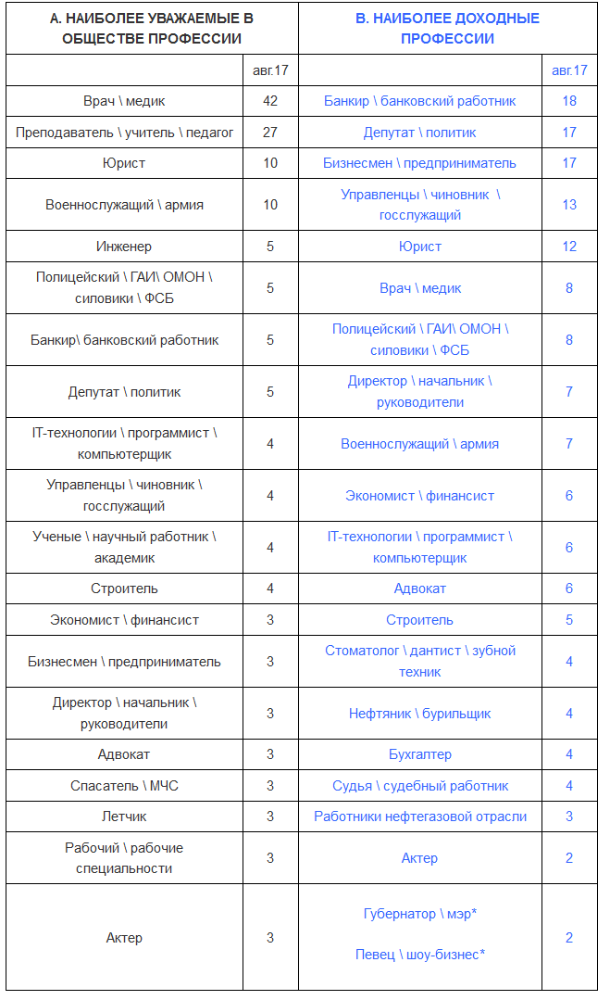 А. НАИБОЛЕЕ УВАЖАЕМЫЕ В
ОБЩЕСТВЕ ПРОФЕССИИ
В. НАИБОЛЕЕ ДОХОДНЫЕ
ПРОФЕССИИ
авг.17
авг.17
Врач \ медик
42
Банкир \ банковский работник
18
Преподаватель \ учитель \ педагог
27
Депутат \ политик
17
Юрист
10
Бизнесмен \ предприниматель
17
Военнослужащий \ армия
10
Управленцы \ чиновник \
госслужащий
13
Инженер
5
Юрист
12
Полицейский \ ГАИ\ ОМОН \
силовики \ ФСБ
5
Врач \ медик
8
Банкир\ банковский работник
5
Полицейский \ ГАИ\ ОМОН \
силовики \ ФСБ
8
Депутат \ политик
5
Директор \ начальник \
руководители
7
IT-технологии \ программист \
компьютерщик
4
Военнослужащий \ армия
7
Управленцы \ чиновник \
госслужащий
4
Экономист \ финансист
6
Ученые \ научный работник \
академик
4
IT-технологии \ программист \
компьютерщик
6
Строитель
4
Адвокат
6
Экономист \ финансист
3
Строитель
5
Бизнесмен \ предприниматель
3
Стоматолог \ дантист \ зубной
техник
4
Директор \ начальник \
руководители
3
Нефтяник \ бурильщик
4
Адвокат
3
Бухгалтер
4
Спасатель \ МЧС
3
Судья \ судебный работник
4
Летчик
3
Работники нефтегазовой отрасли
3
Рабочий \ рабочие
специальности
3
Актер
2
Актер
3
Губернатор \ мэр*
Певец \ шоу-бизнес*
2